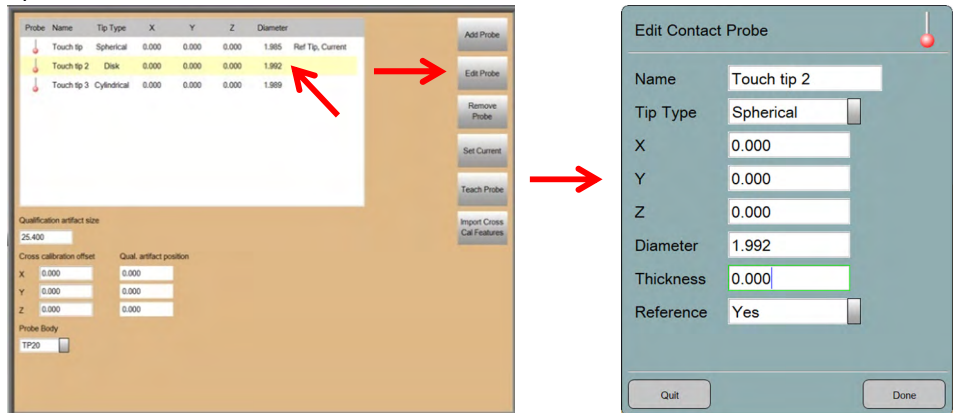 Probe Name Tip Type X Y Z Diameter
Touch tip Spherical 0.000 0.000 0.000 1.985 Ref Tip, Current
Touch tip 2 Disk 0.000 0.000 0.000 1.992
Touch tip 3 Cylindrical 0.000 0.000 0.000 1.989
Add Probe
Edit Probe
Remove
Probe
Set Current
Teach Probe
Import Cross
Cal Features
Qualification artifact size
25.400
Cross calibration offset Qual. artifact position
X 0.000 0.000
Y 0.000 0.000
Z 0.000 0.000
Probe Body
TP20
Edit Contact Probe
Name Touch tip 2
Tip Type Spherical
X 0.000
Y 0.000
Z 0.000
Diameter 1.992
Thickness 0.000
Reference Yes
Quit Done